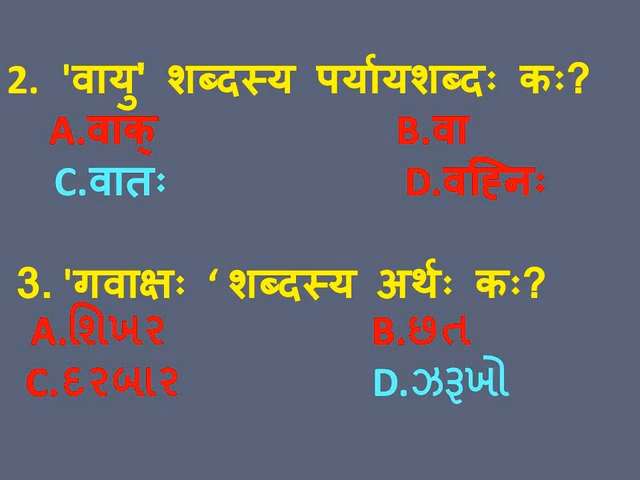 2. 'वायु' शब्दस्य पर्यायशब्दः कः?
A.वाक् B.वा
C.वातः D.वह्निः
3. 'गवाक्षः ‘ शब्दस्य अर्थः कः?
A.શિખર B.છત
C.દરબાર D.ઝરૂખો